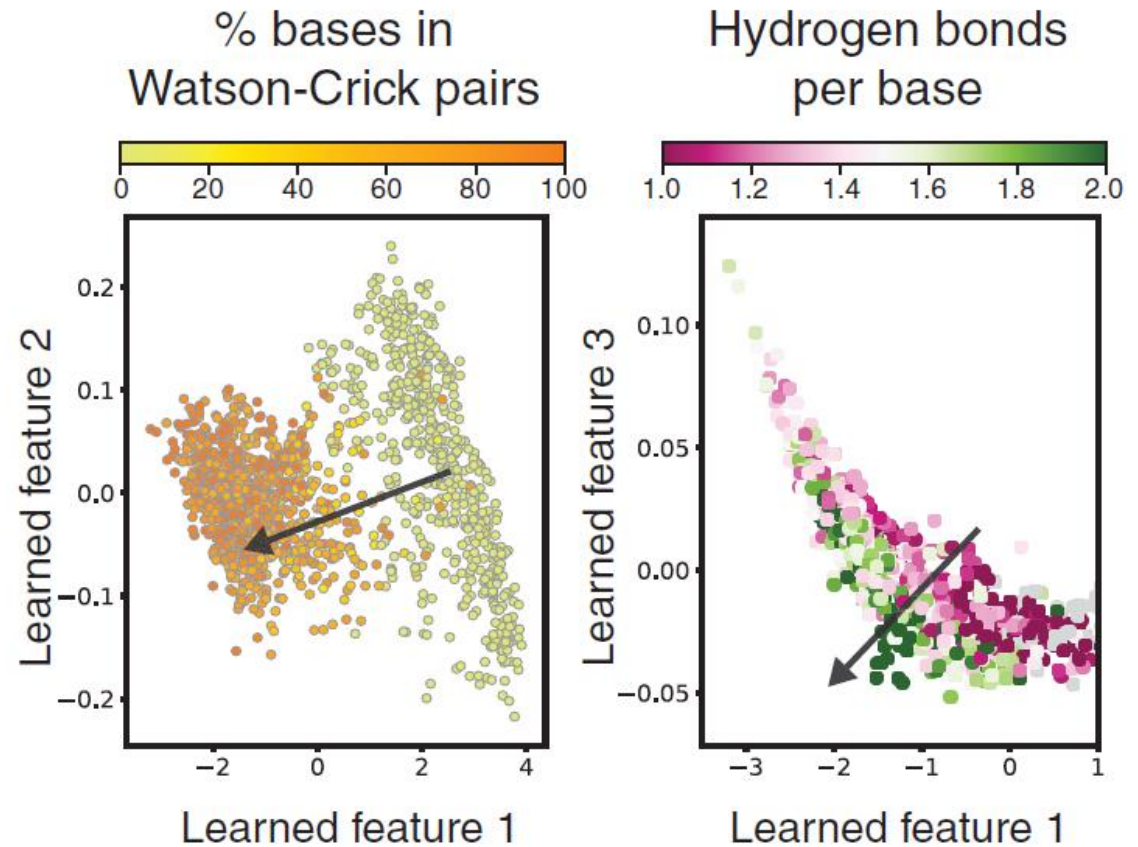 % bases in
Watson-Crick pairs
0 20 40 60 80 100
0.2
0.1
0.0
−0.1
−0.2
Learned feature 2
−2 0 2 4
Learned feature 1
Hydrogen bonds
per base
1.0 1.2 1.4 1.6 1.8 2.0
0.10
0.05
0.00
−0.05
Learned feature 3
−3 −2 −1 0 1
Learned feature 1